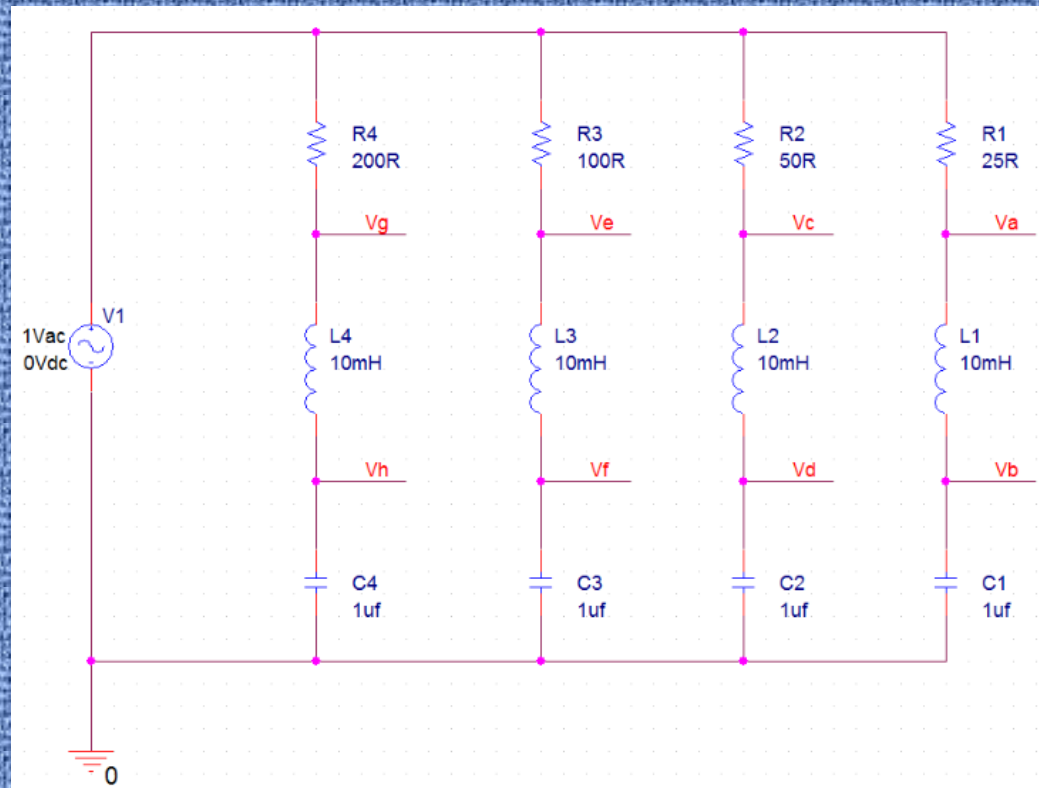 R4
200R
R3
100R
R2
50R
R1
25R
Vg
Ve
Vc
Va
V1
1Vac
0Vdc
L4
10mH
L3
10mH
L2
10mH
L1
10mH
Vh
Vf
Vd
Vb
C4
1uf
C3
1uf
C2
1uf
C1
1uf
0